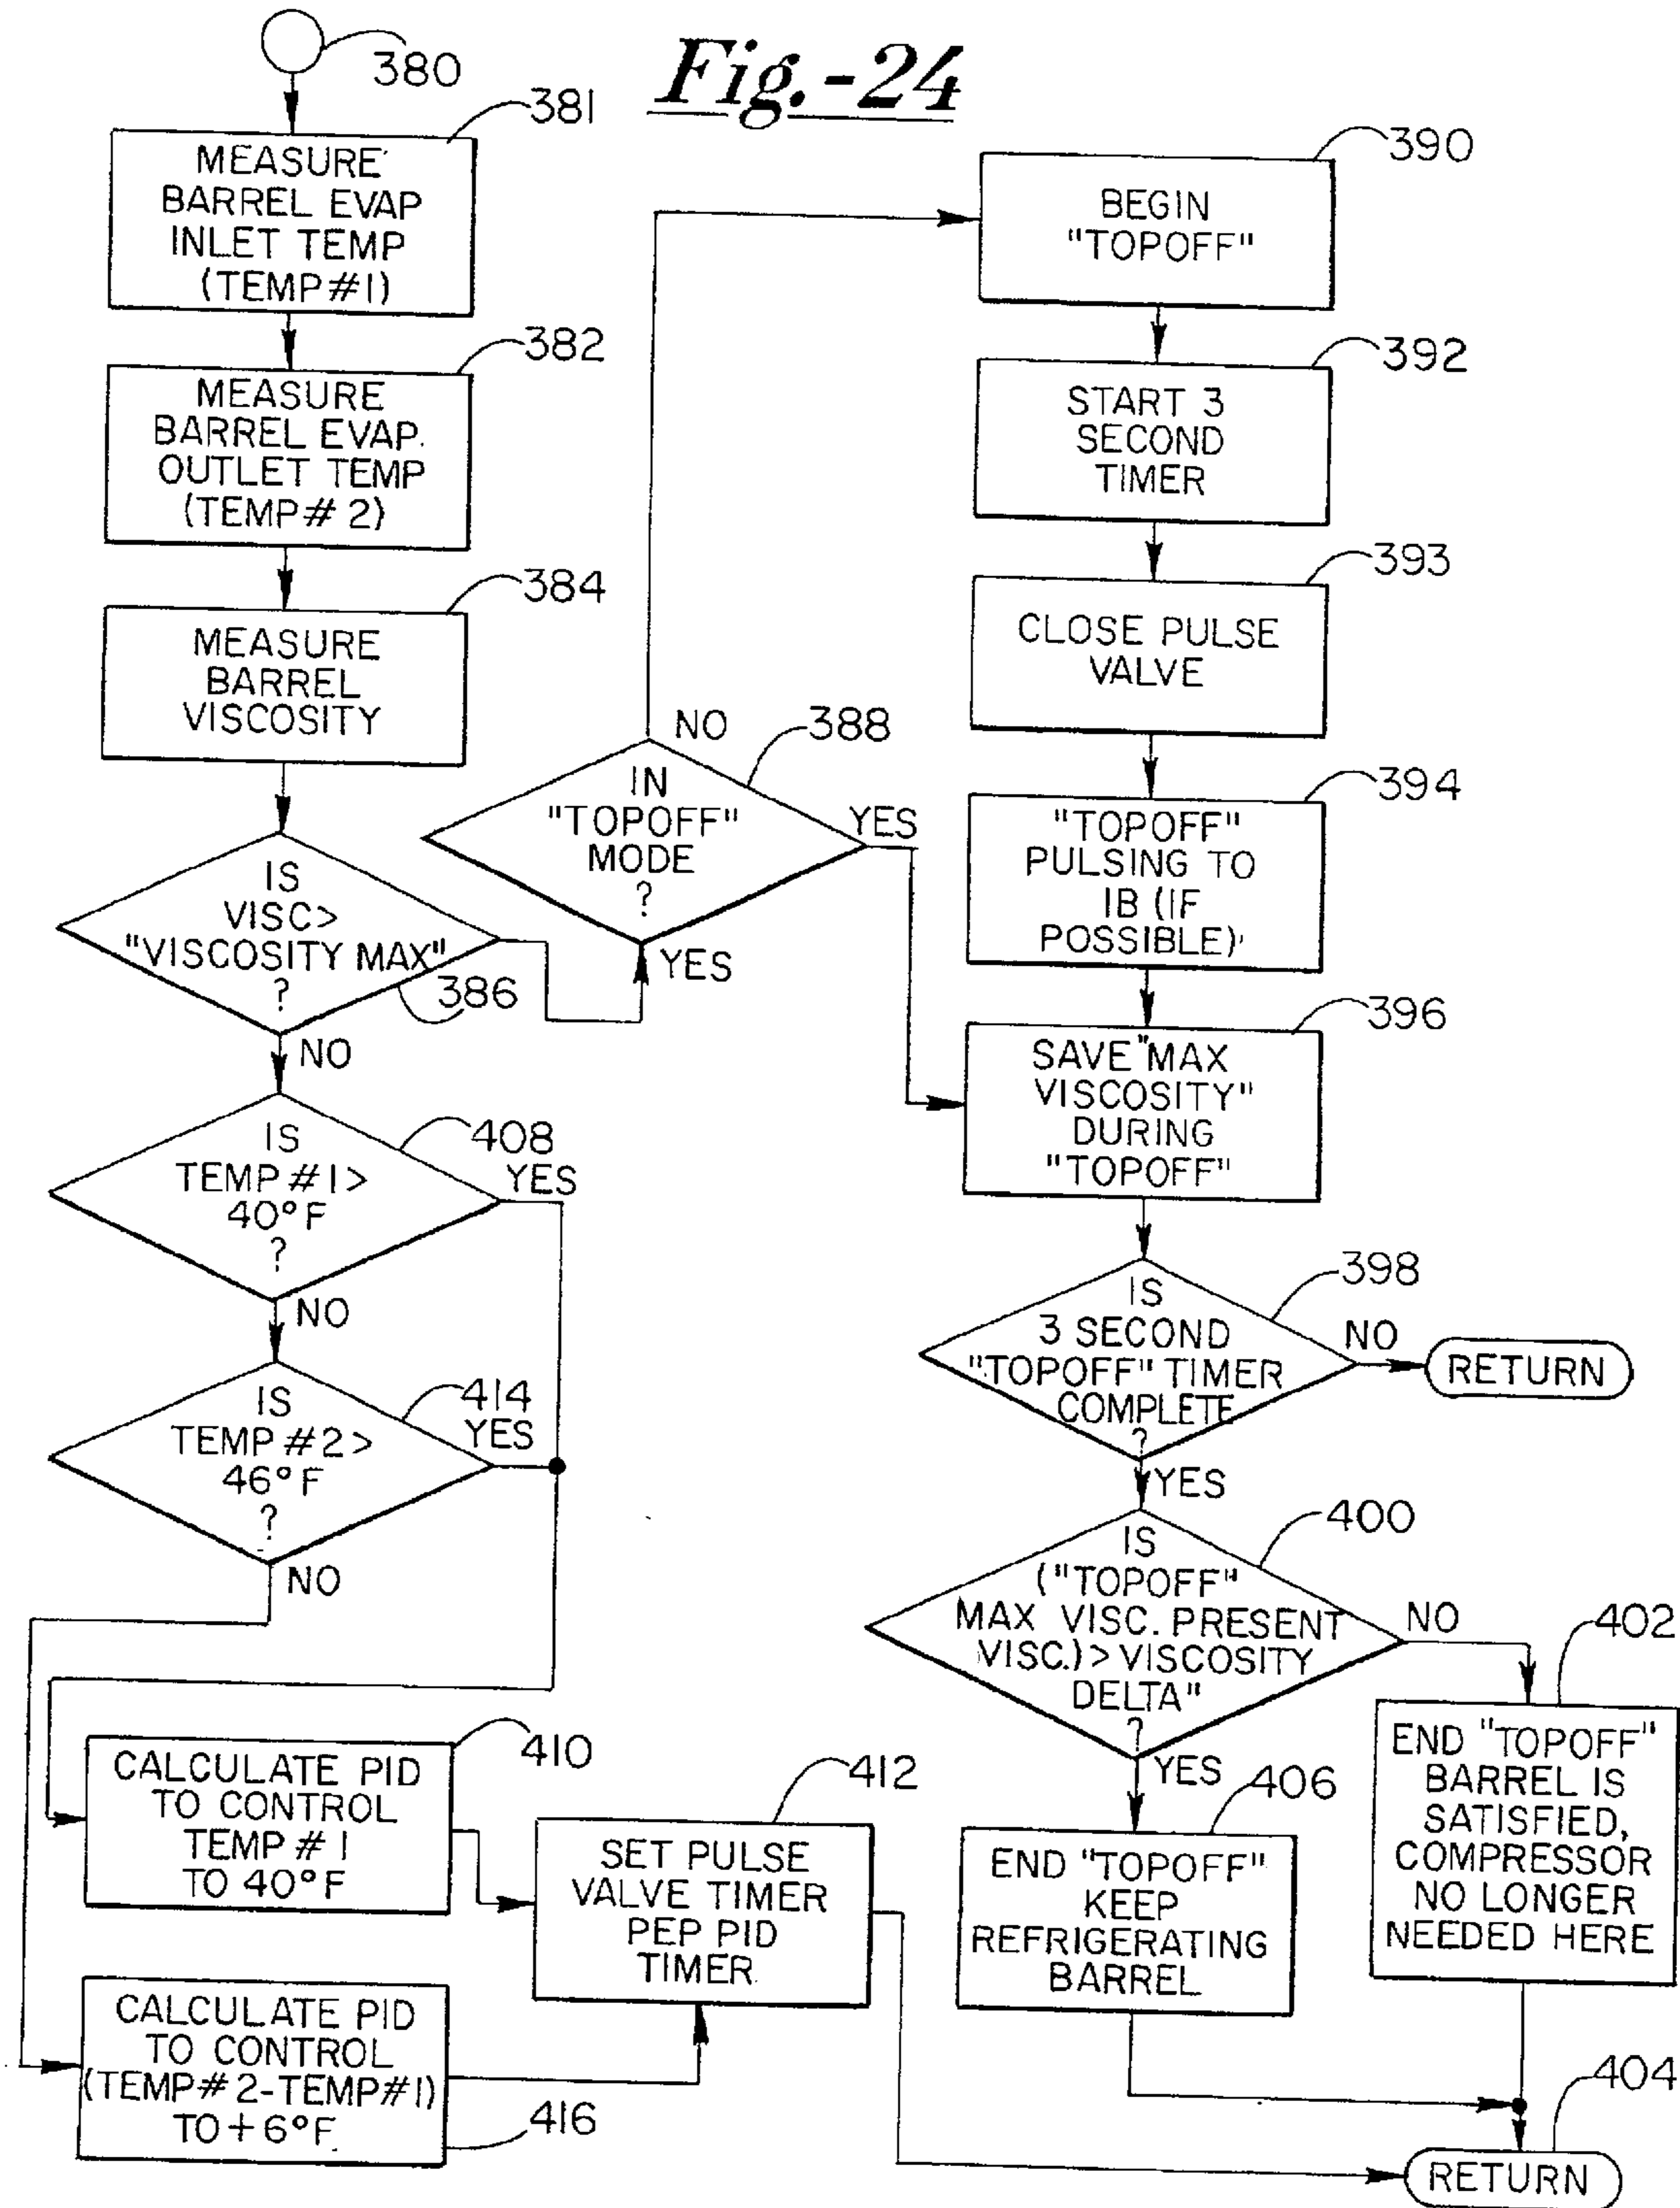 Fig.-24
380
381
MEASURE
BARREL EVAP
INLET TEMP
(TEMP#1)
382
MEASURE
BARREL EVAP.
OUTLET TEMP
(TEMP# 2)
384
MEASURE
BARREL
VISCOSITY
IS
VISC>
"VISCOSITY MAX"
?
386
YES
NO
388
IN
"TOPOFF"
MODE
?
NO
YES
390
BEGIN
"TOPOFF"
392
START 3
SECOND
TIMER
393
CLOSE PULSE
VALVE
394
"TOPOFF"
PULSING TO
IB (IF
POSSIBLE)
396
SAVE "MAX
VISCOSITY"
DURING
"TOPOFF"
398
IS
3 SECOND
"TOPOFF" TIMER
COMPLETE
?
NO
RETURN
YES
400
IS
("TOPOFF"
MAX VISC. PRESENT
VISC.)> VISCOSITY
DELTA"
?
NO
YES
402
END "TOPOFF"
BARREL IS
SATISFIED,
COMPRESSOR
NO LONGER
NEEDED HERE
406
END "TOPOFF"
KEEP
REFRIGERATING
BARREL
404
RETURN
408
IS
TEMP #1>
40°F
?
YES
NO
414
IS
TEMP #2>
46°F
?
YES
NO
410
CALCULATE PID
TO CONTROL
TEMP # 1
TO 40°F
412
SET PULSE
VALVE TIMER
PEP PID
TIMER
CALCULATE PID
TO CONTROL
(TEMP#2-TEMP#1)
TO +6°F
416